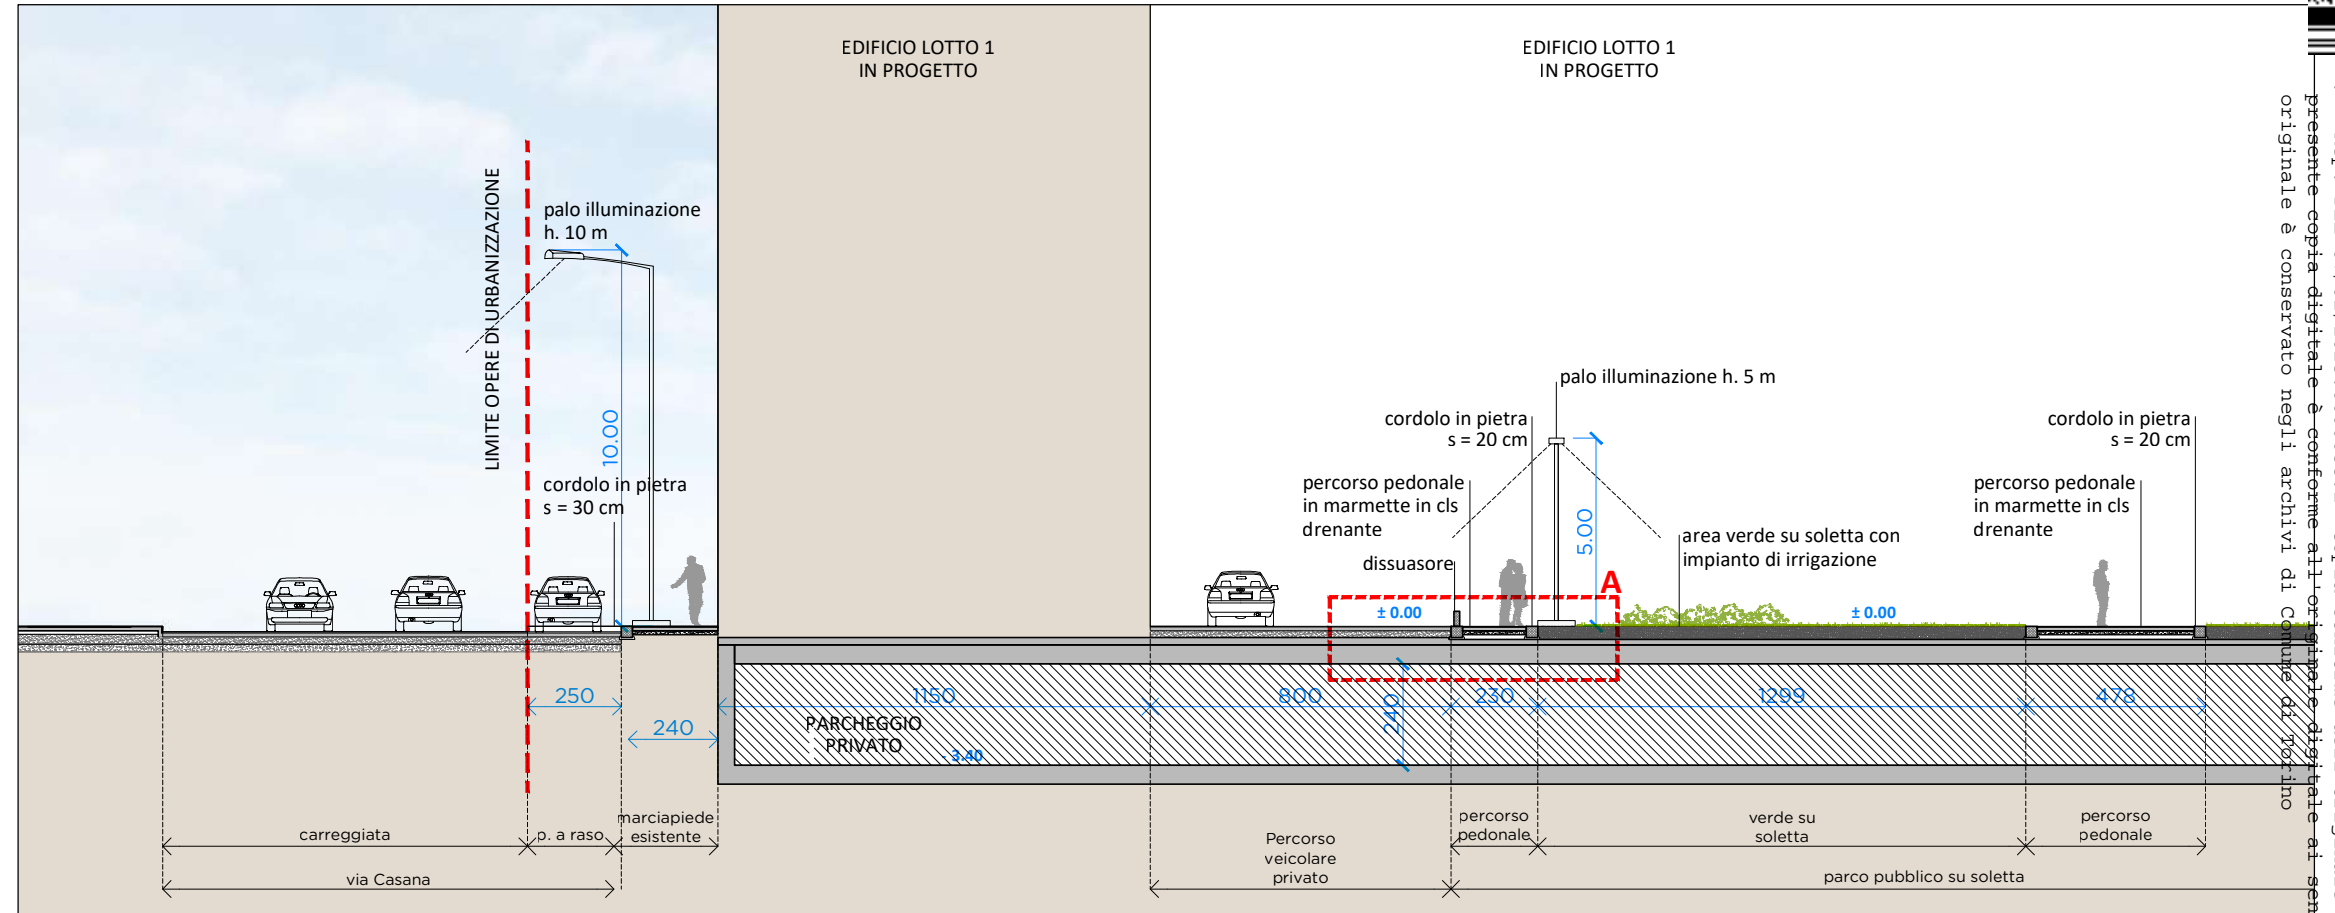 EDIFICIO LOTTO 1
IN PROGETTO
EDIFICIO LOTTO 1
IN PROGETTO
LIMITE OPERE DI URBANIZZAZIONE
palo illuminazione
h. 10 m
10.00
cordolo in pietra
s = 30 cm
palo illuminazione h. 5 m
cordolo in pietra
s = 20 cm
percorso pedonale
in marmette in cls
drenante
dissuasore
5.00
area verde su soletta con
impianto di irrigazione
cordolo in pietra
s = 20 cm
percorso pedonale
in marmette in cls
drenante
A
± 0.00
± 0.00
250
240
1150
800
240
230
1299
478
PARCHEGGIO
PRIVATO
- 3.40
carreggiata
p. a raso
marciapiede
esistente
via Casana
Percorso
veicolare
privato
percorso
pedonale
verde su
soletta
percorso
pedonale
parco pubblico su soletta
presente copia digitale è conforme all'originale digitale ai sen
originale è conservato negli archivi di Comune di Torino